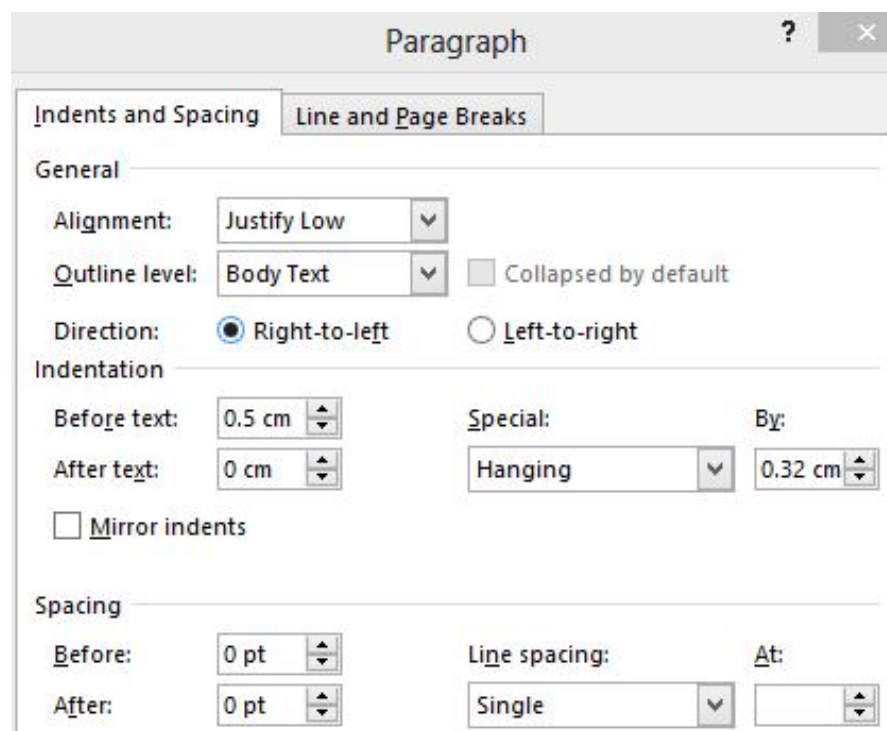 Paragraph ?
Indents and Spacing Line and Page Breaks
General
Alignment: Justify Low
Outline level: Body Text Collapsed by default
Direction: Right-to-left Left-to-right
Indentation
Before text: 0.5 cm Special: By:
After text: 0 cm Hanging 0.32 cm
Mirror indents
Spacing
Before: 0 pt Line spacing: At:
After: 0 pt Single